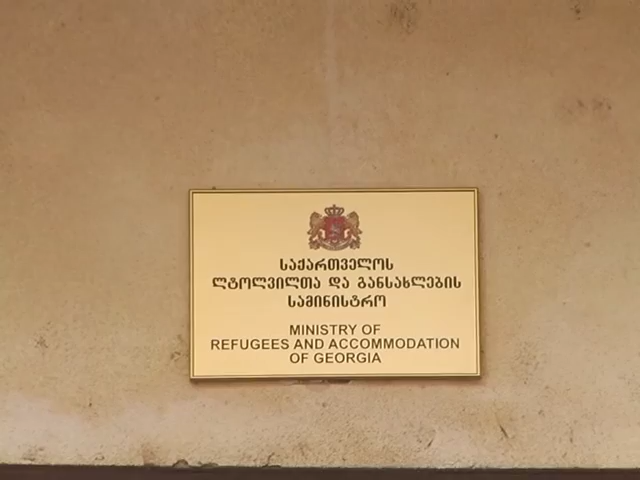 საქართველოს
ლტოლვილთა და განსახლების
სამინისტრო
MINISTRY OF
REFUGEES AND ACCOMMODATION
OF GEORGIA